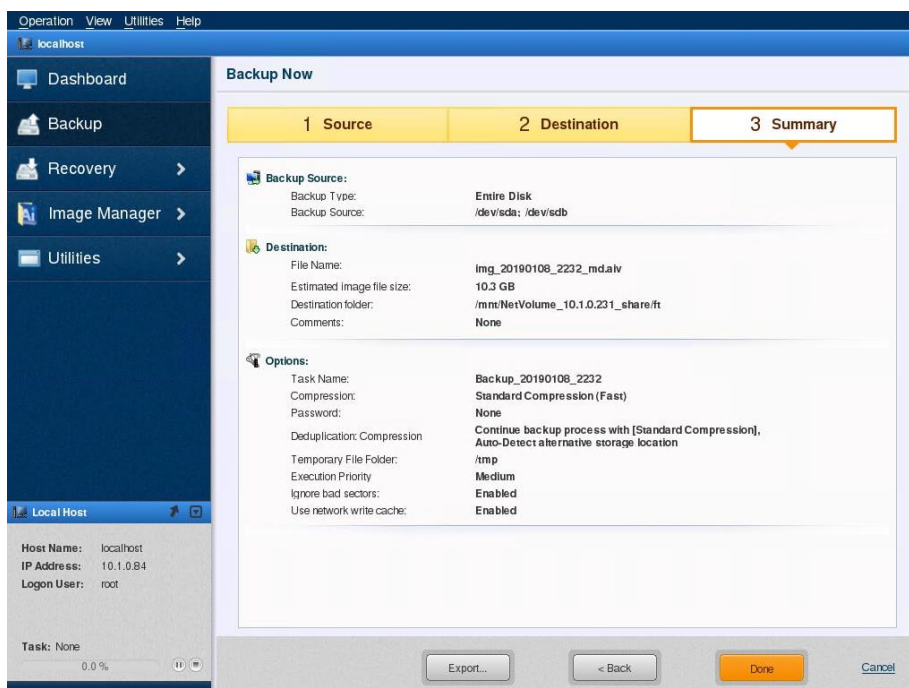 Operation View Utilities Help
localhost
Dashboard
Backup
Recovery
Image Manager
Utilities
Backup Now
1 Source
2 Destination
3 Summary
Backup Source:
Backup Type: Entire Disk
Backup Source: /dev/sda; /dev/sdb
Destination:
File Name: img_20190108_2232_md.aiv
Estimated image file size: 10.3 GB
Destination folder: /mnt/NetVolume_10.1.0.231_share/ft
Comments: None
Options:
Task Name: Backup_20190108_2232
Compression: Standard Compression (Fast)
Password: None
Deduplication: Compression Continue backup process with [Standard Compression],
Auto-Detect alternative storage location
Temporary File Folder: /tmp
Execution Priority Medium
Ignore bad sectors: Enabled
Use network write cache: Enabled
Local Host
Host Name: localhost
IP Address: 10.1.0.84
Logon User: root
Task: None
0.0 %
Export...
< Back
Done
Cancel